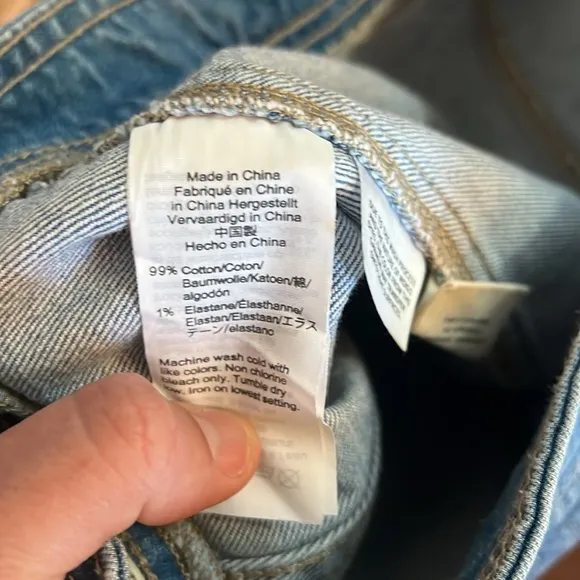 Made in China
Fabriqué en Chine
in China Hergestellt
Vervaardigd in China
中国製
Hecho en China
99% Cotton/Coton/
Baumwolle/Katoen/綿/
algodón
1% Elastane/Élasthanne/
Elastan/Elastaan/エラス
テーン/elastano
Machine wash cold with
like colors. Non chlorine
bleach only. Tumble dry
low. Iron on lowest setting.